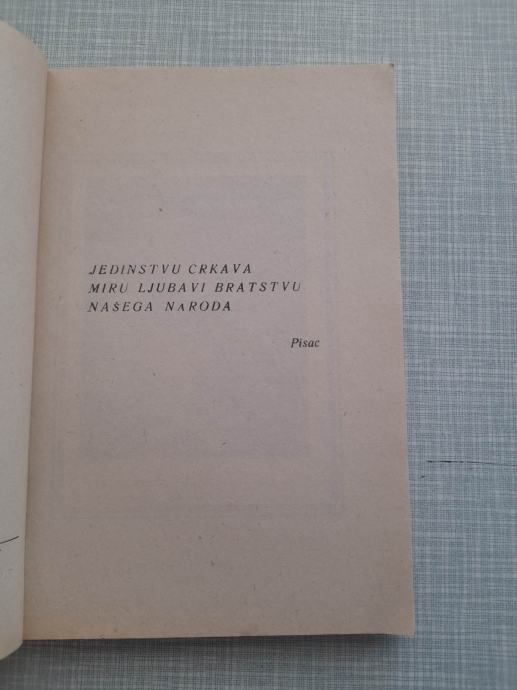 JEDINSTVU CRKAVA
MIRU LJUBAVI BRATSTVU
NAŠEGA NARODA
Pisac